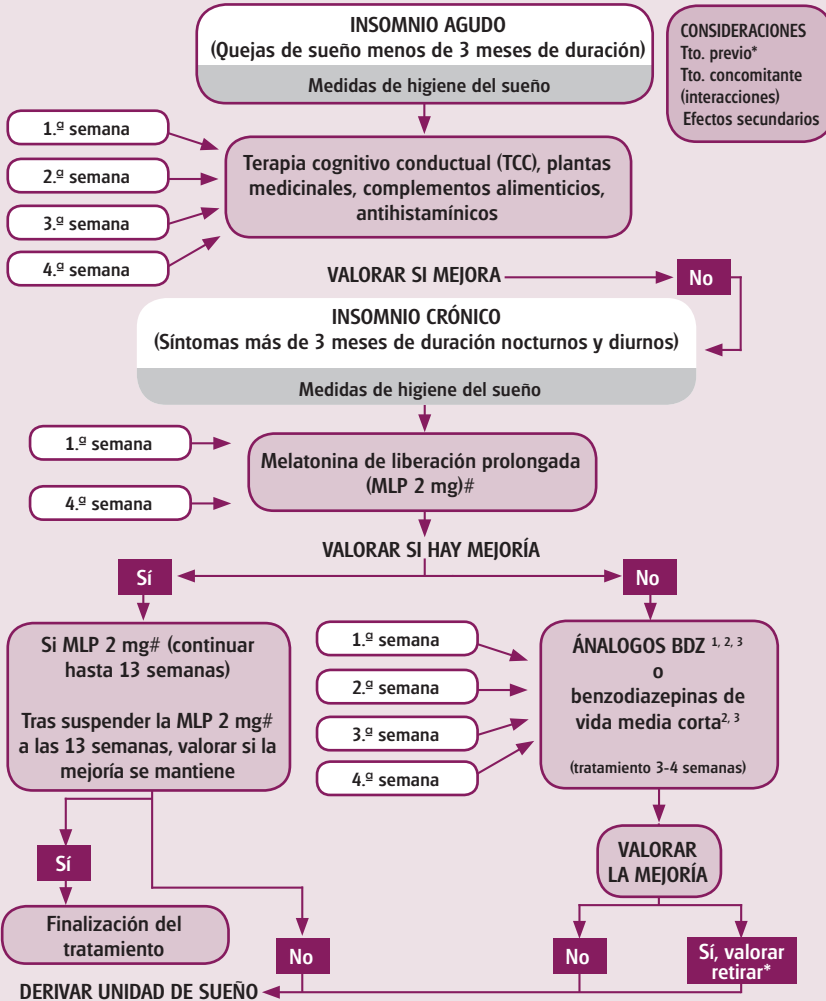 INSOMNIO AGUDO
(Quejas de sueño menos de 3 meses de duración)
Medidas de higiene del sueño
CONSIDERACIONES
Tto. previo*
Tto. concomitante
(interacciones)
Efectos secundarios
1.ª semana
2.ª semana
3.ª semana
4.ª semana
Terapia cognitivo conductual (TCC), plantas
medicinales, complementos alimenticios,
antihistamínicos
VALORAR SI MEJORA
No
INSOMNIO CRÓNICO
(Síntomas más de 3 meses de duración nocturnos y diurnos)
Medidas de higiene del sueño
1.ª semana
4.ª semana
Melatonina de liberación prolongada
(MLP 2 mg)#
VALORAR SI HAY MEJORÍA
Sí
No
Si MLP 2 mg# (continuar
hasta 13 semanas)
Tras suspender la MLP 2 mg#
a las 13 semanas, valorar si la
mejoría se mantiene
1.ª semana
2.ª semana
3.ª semana
4.ª semana
ÁNALOGOS BDZ 1, 2, 3
o
benzodiazepinas de
vida media corta2, 3
(tratamiento 3-4 semanas)
Sí
VALORAR
LA MEJORÍA
Finalización del
tratamiento
No
No
Sí, valorar
retirar*
DERIVAR UNIDAD DE SUEÑO